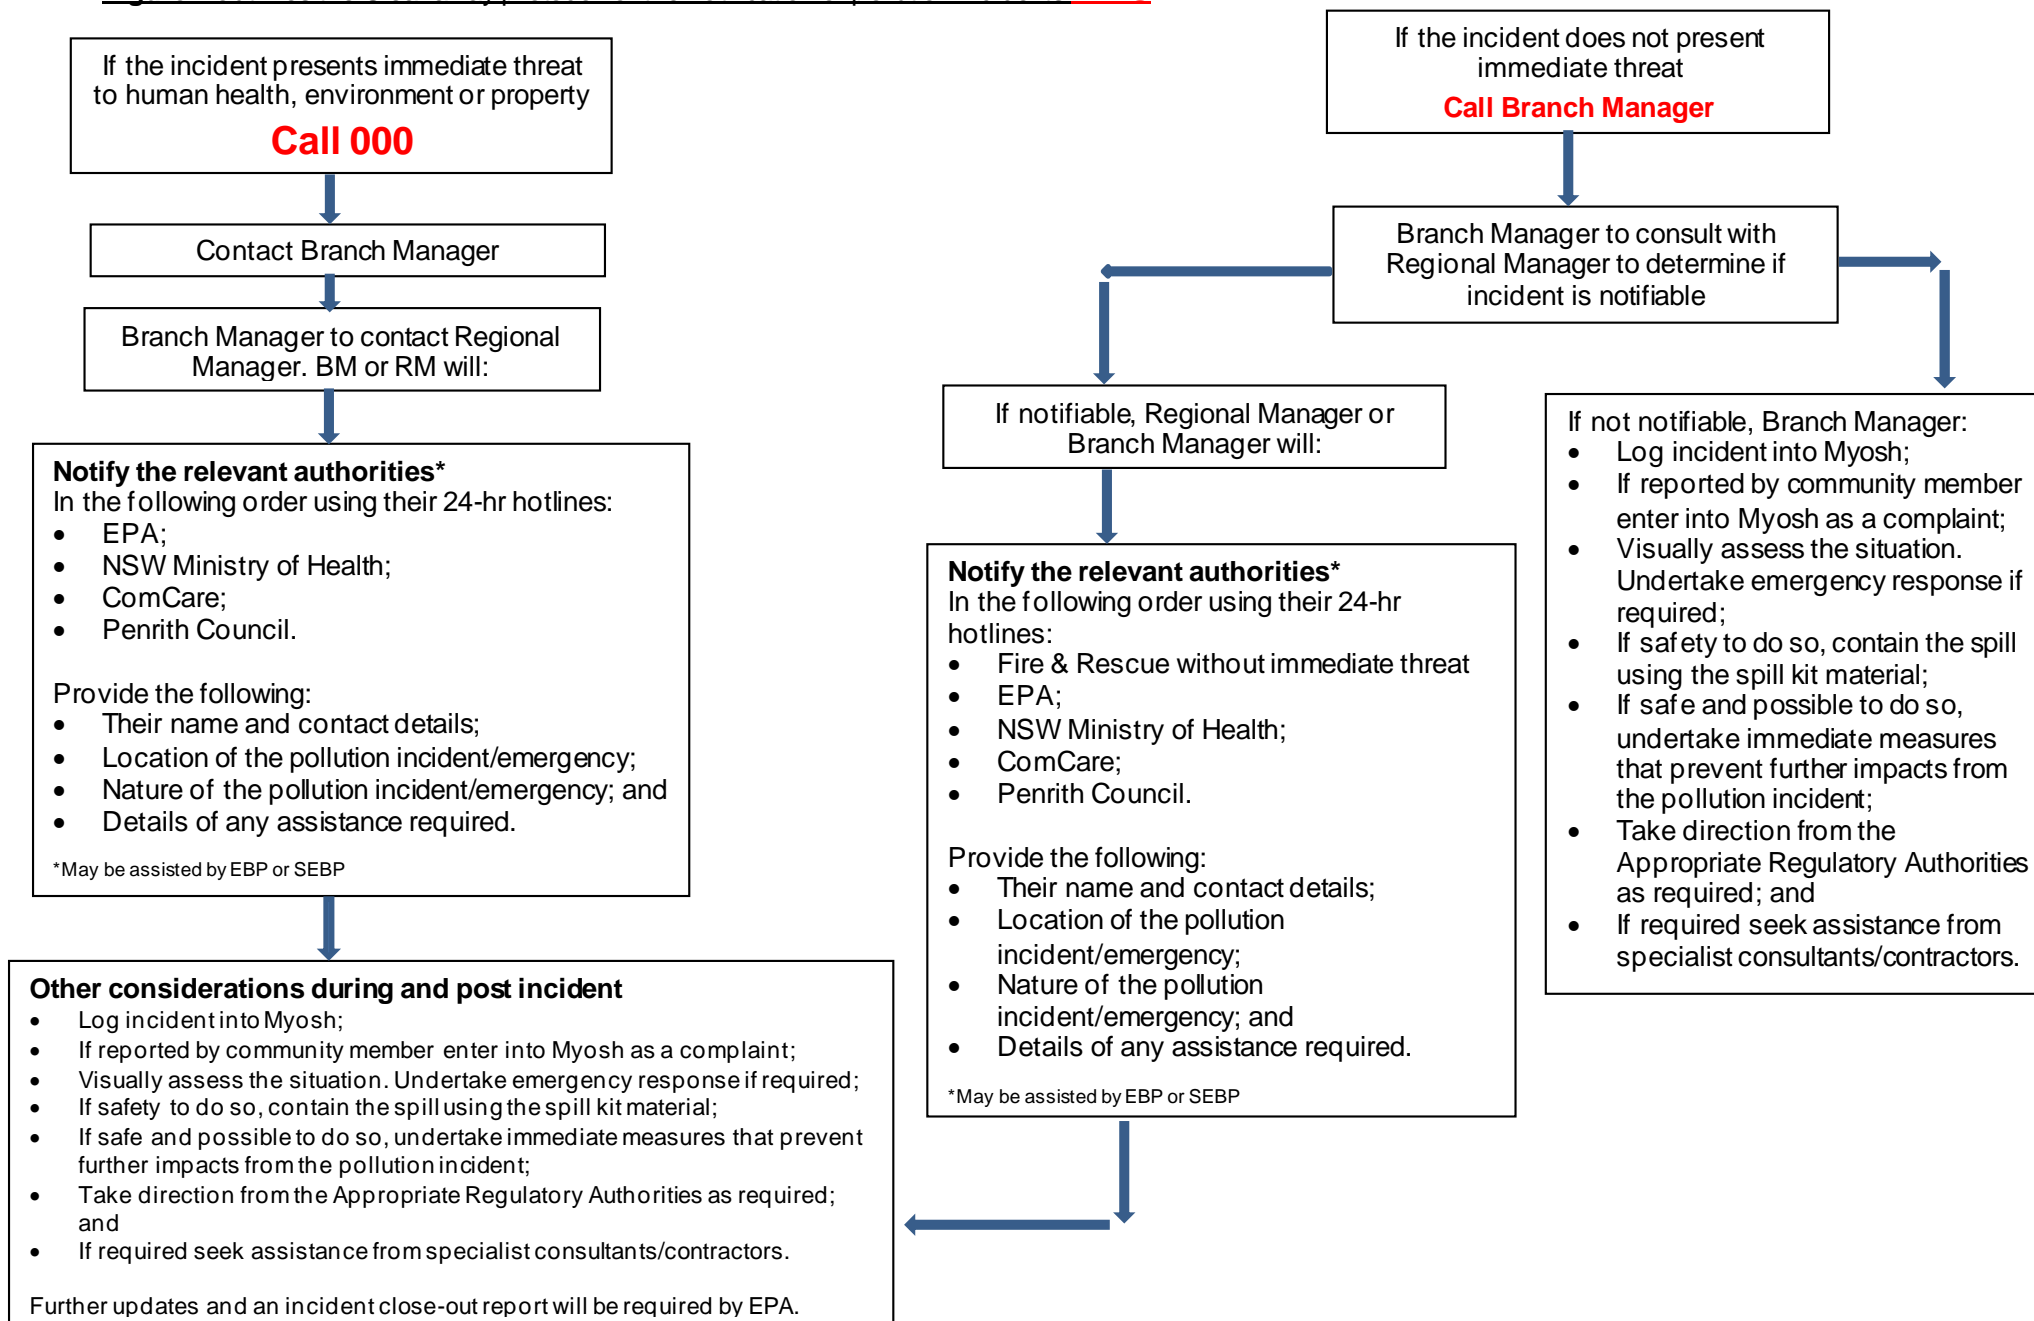 If the incident presents immediate threat
to human health, environment or property
Call 000
Contact Branch Manager
Branch Manager to contact Regional
Manager. BM or RM will:
Notify the relevant authorities*
In the following order using their 24-hr hotlines:
• EPA;
• NSW Ministry of Health;
• ComCare;
• Penrith Council.
Provide the following:
• Their name and contact details;
• Location of the pollution incident/emergency;
• Nature of the pollution incident/emergency; and
• Details of any assistance required.
*May be assisted by EBP or SEBP
Other considerations during and post incident
• Log incident into Myosh;
• If reported by community member enter into Myosh as a complaint;
• Visually assess the situation. Undertake emergency response if required;
• If safety to do so, contain the spill using the spill kit material;
• If safe and possible to do so, undertake immediate measures that prevent
further impacts from the pollution incident;
• Take direction from the Appropriate Regulatory Authorities as required;
and
• If required seek assistance from specialist consultants/contractors.
Further updates and an incident close-out report will be required by EPA.
If the incident does not present
immediate threat
Call Branch Manager
Branch Manager to consult with
Regional Manager to determine if
incident is notifiable
If notifiable, Regional Manager or
Branch Manager will:
Notify the relevant authorities*
In the following order using their 24-hr
hotlines:
• Fire & Rescue without immediate threat
• EPA;
• NSW Ministry of Health;
• ComCare;
• Penrith Council.
Provide the following:
• Their name and contact details;
• Location of the pollution
incident/emergency;
• Nature of the pollution
incident/emergency; and
• Details of any assistance required.
*May be assisted by EBP or SEBP
If not notifiable, Branch Manager:
• Log incident into Myosh;
• If reported by community member
enter into Myosh as a complaint;
• Visually assess the situation.
Undertake emergency response if
required;
• If safety to do so, contain the spill
using the spill kit material;
• If safe and possible to do so,
undertake immediate measures
that prevent further impacts from
the pollution incident;
• Take direction from the
Appropriate Regulatory Authorities
as required; and
• If required seek assistance from
specialist consultants/contractors.